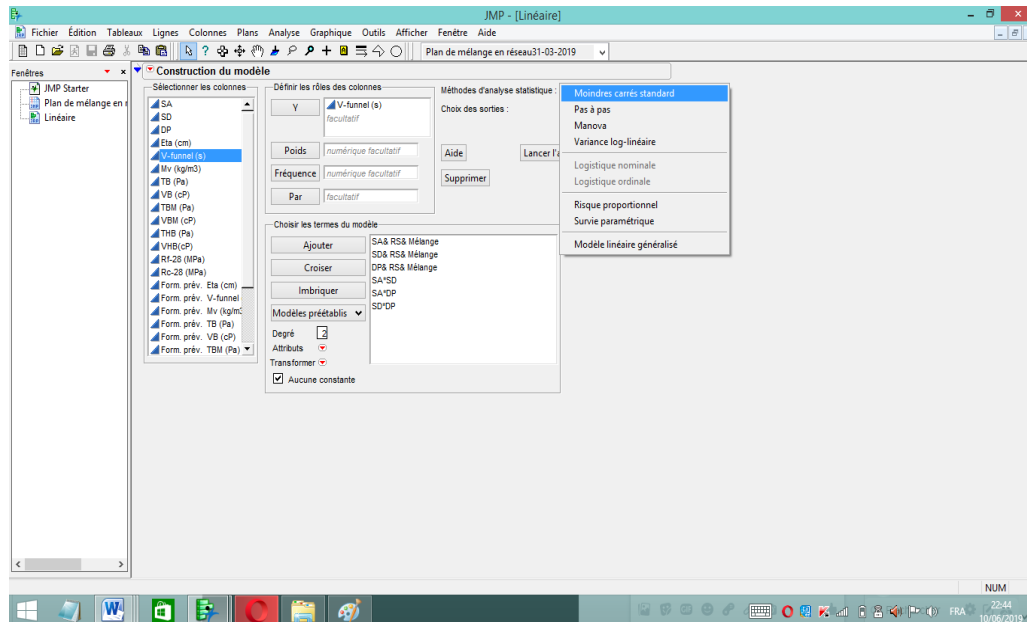 JMP - [Linéaire]
Fichier Édition Tableaux Lignes Colonnes Plans Analyse Graphique Outils Afficher Fenêtre Aide
Plan de mélange en réseau31-03-2019
Fenêtres
JMP Starter
Plan de mélange en r
Linéaire
Construction du modèle
Sélectionner les colonnes
SA
SD
DP
Eta (cm)
V-funnel (s)
Mv (kg/m3)
TB (Pa)
VB (cP)
TBM (Pa)
VBM (cP)
THB (Pa)
VHB(cP)
Rf-28 (MPa)
Rc-28 (MPa)
Form. prév. Eta (cm)
Form. prév. V-funnel
Form. prév. Mv (kg/m:
Form. prév. TB (Pa)
Form. prév. VB (cP)
Form. prév. TBM (Pa)
Définir les rôles des colonnes
Y
V-funnel (s)
facultatif
Poids
numérique facultatif
Fréquence
numérique facultatif
Par
facultatif
Méthodes d'analyse statistique :
Choix des sorties :
Aide
Lancer l'a
Supprimer
Moindres carrés standard
Pas à pas
Manova
Variance log-linéaire
Logistique nominale
Logistique ordinale
Risque proportionnel
Survie paramétrique
Modèle linéaire généralisé
Choisir les termes du modèle
Ajouter
Croiser
Imbriquer
Modèles préétablis
SA& RS& Mélange
SD& RS& Mélange
DP& RS& Mélange
SA*SD
SA*DP
SD*DP
Degré 2
Attributs
Transformer
Aucune constante
NUM
FRA
22:44
10/06/2019